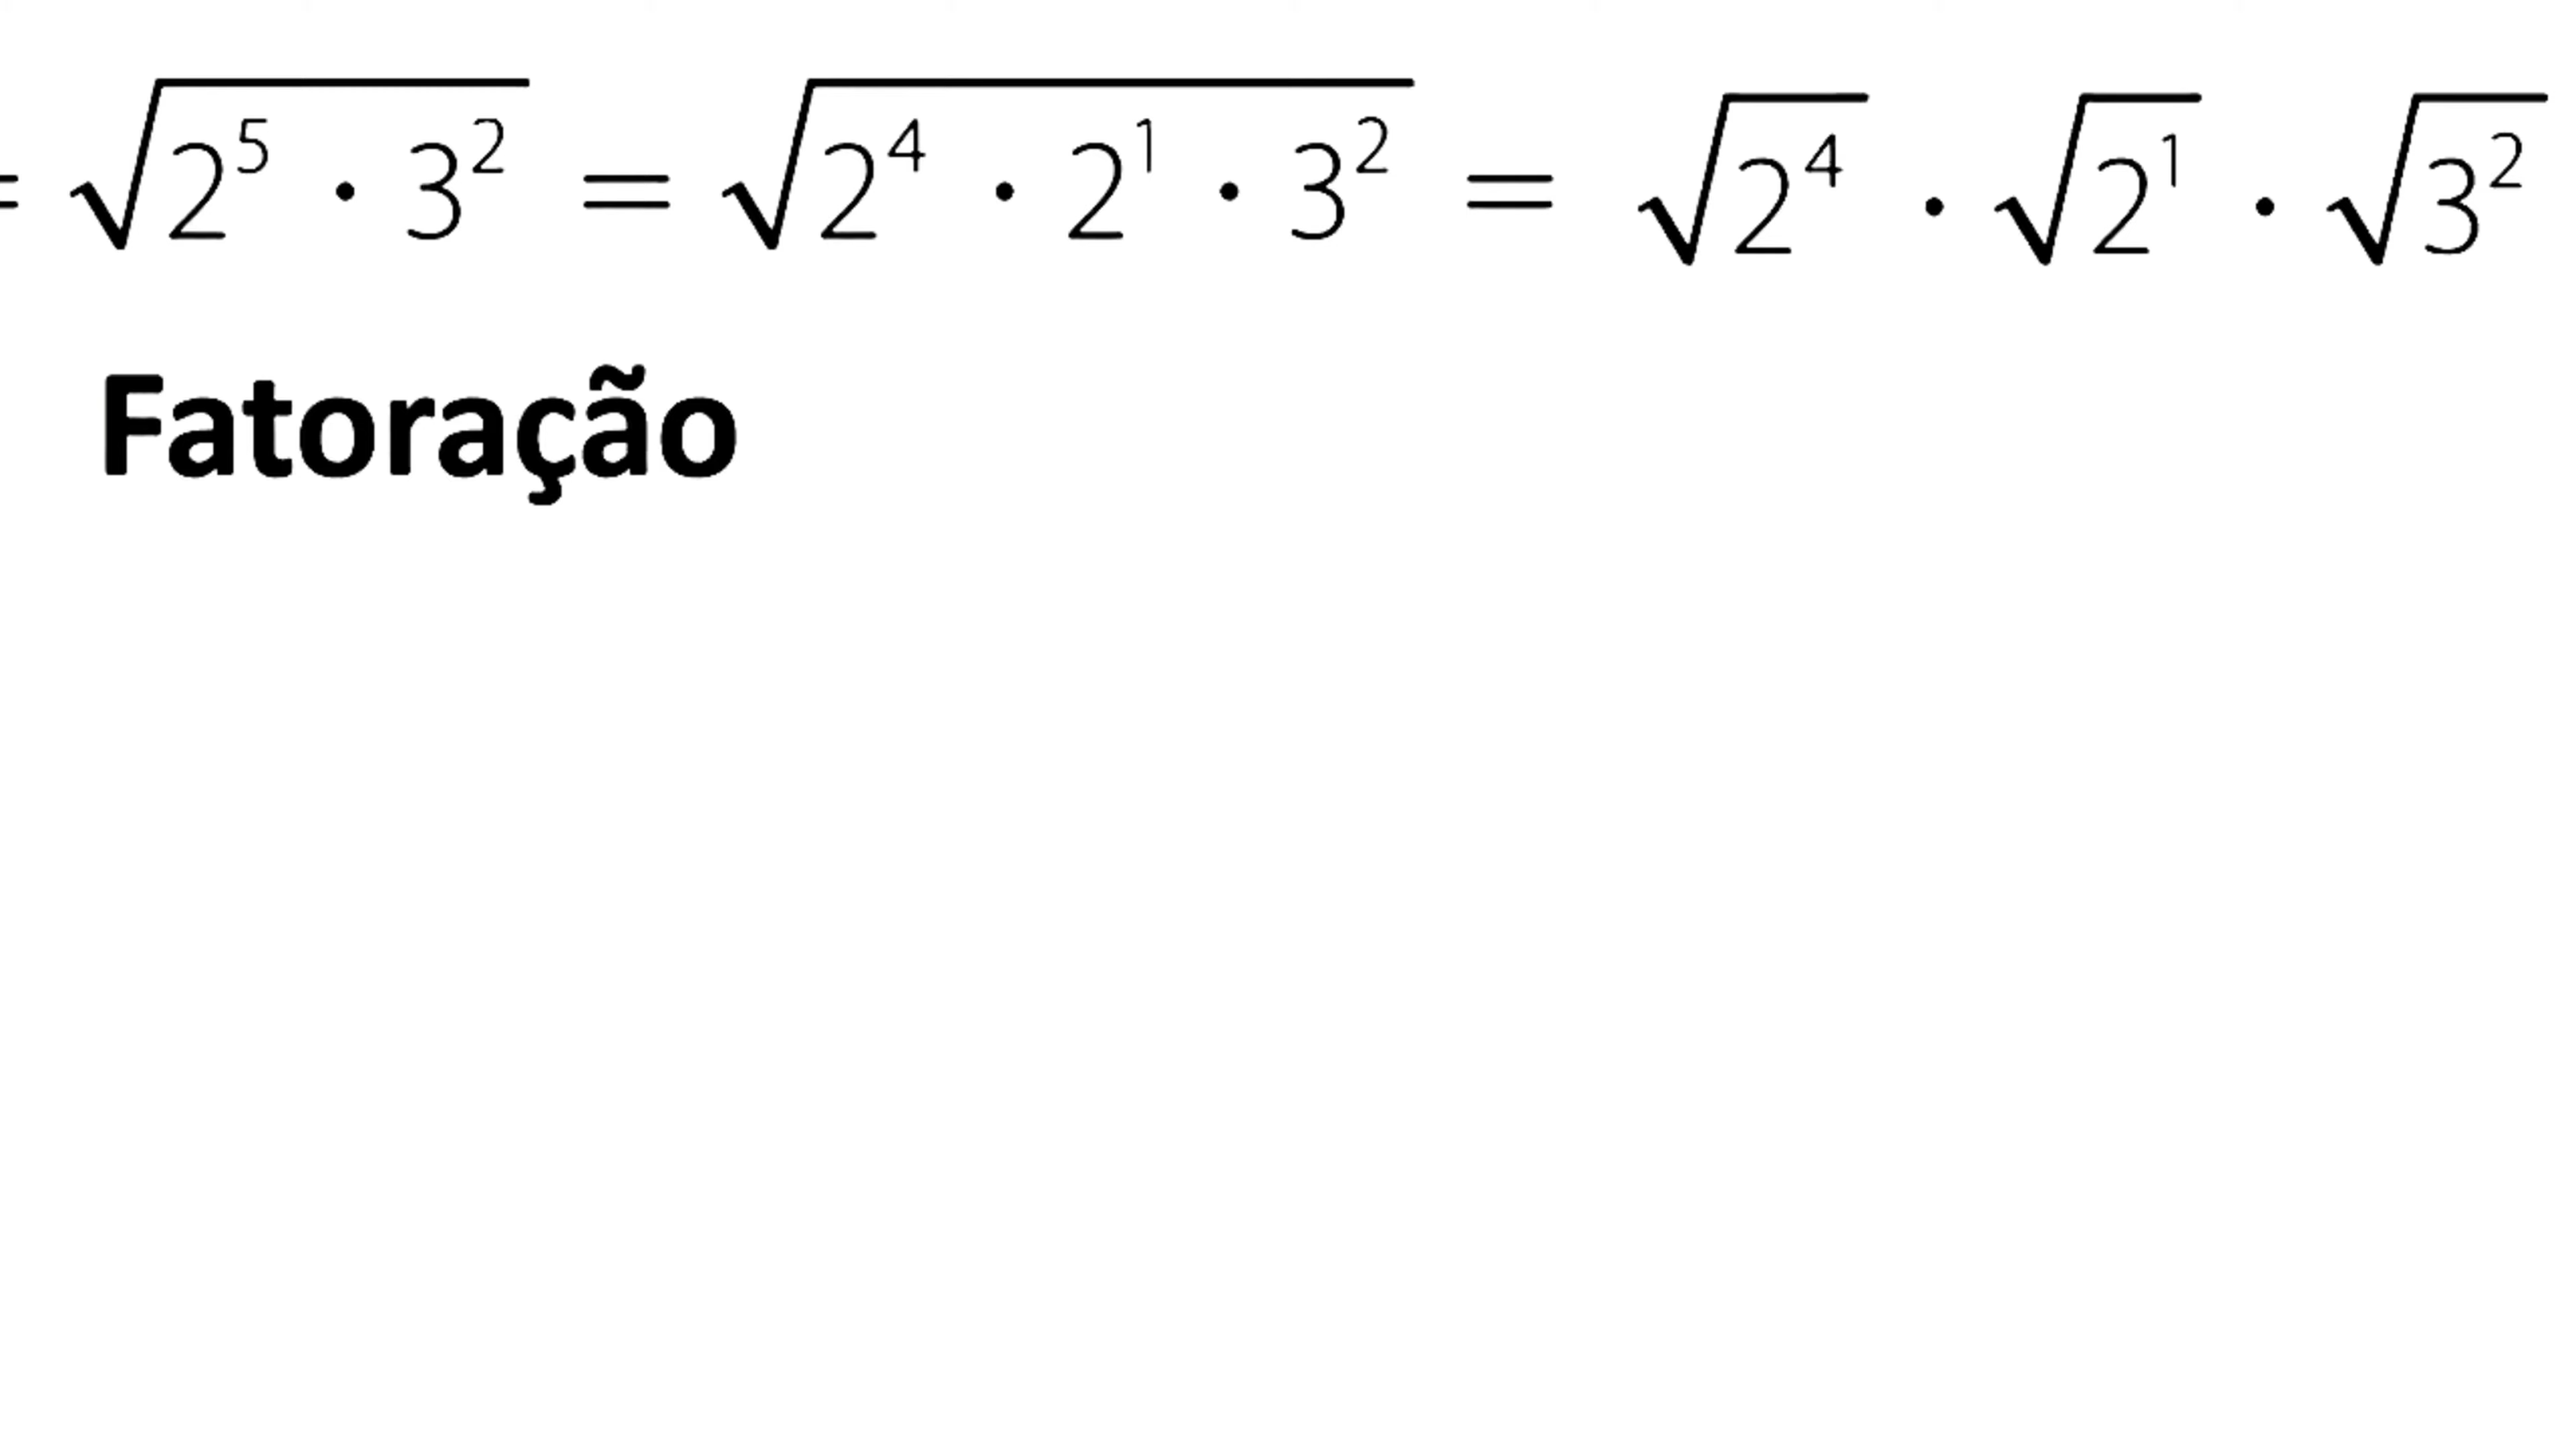 = √2⁵ · 3² = √2⁴ · 2¹ · 3² = √2⁴ · √2¹ · √3²
Fatoração